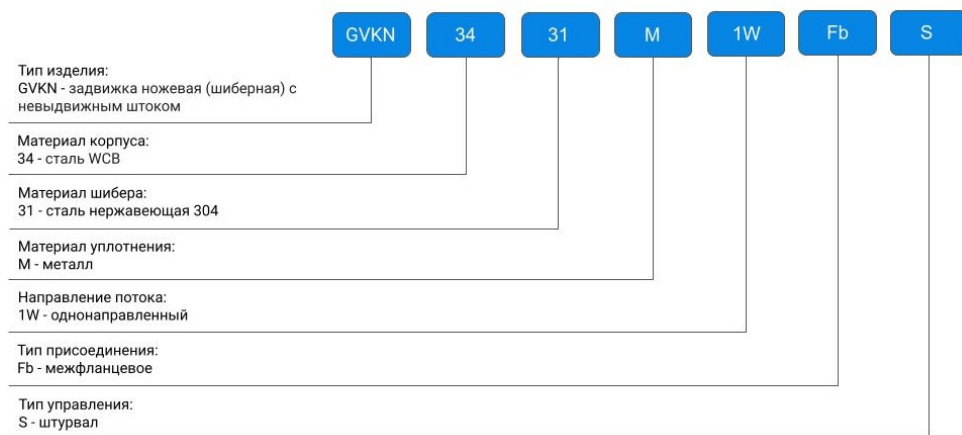 GVKN 34 31 M 1W Fb S
Тип изделия:
GVKN - задвижка ножевая (шиберная) с
невыдвижным штоком
Материал корпуса:
34 - сталь WCB
Материал шибера:
31 - сталь нержавеющая 304
Материал уплотнения:
M - металл
Направление потока:
1W - однонаправленный
Тип присоединения:
Fb - межфланцевое
Тип управления:
S - штурвал